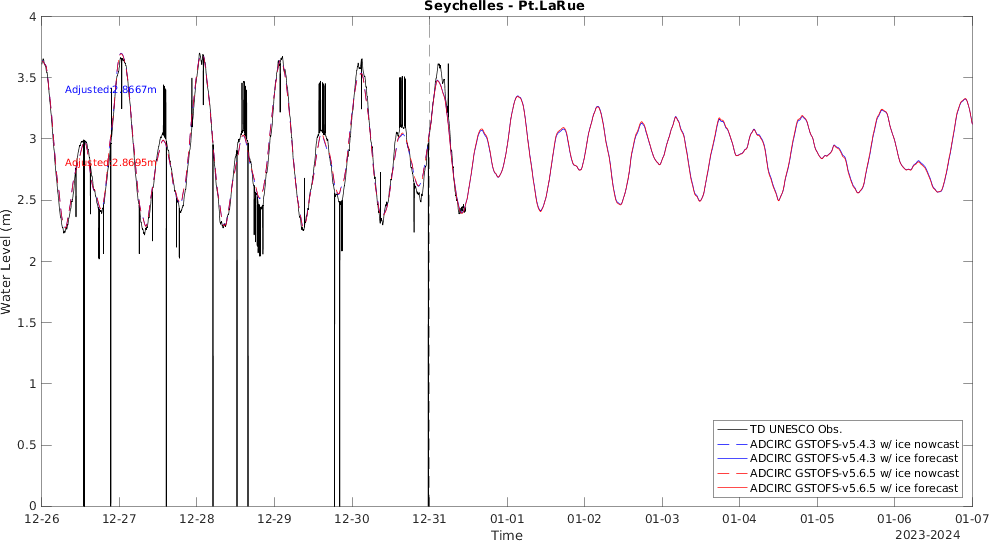 Seychelles - Pt.LaRue
4
3.5
3
2.5
2
1.5
1
0.5
0
Water Level (m)
Adjusted:2.8667m
Adjusted:2.8695m
TD UNESCO Obs.
ADCIRC GSTOFS-v5.4.3 w/ ice nowcast
ADCIRC GSTOFS-v5.4.3 w/ ice forecast
ADCIRC GSTOFS-v5.6.5 w/ ice nowcast
ADCIRC GSTOFS-v5.6.5 w/ ice forecast
12-26 12-27 12-28 12-29 12-30 12-31 01-01 01-02 01-03 01-04 01-05 01-06 01-07
Time
2023-2024